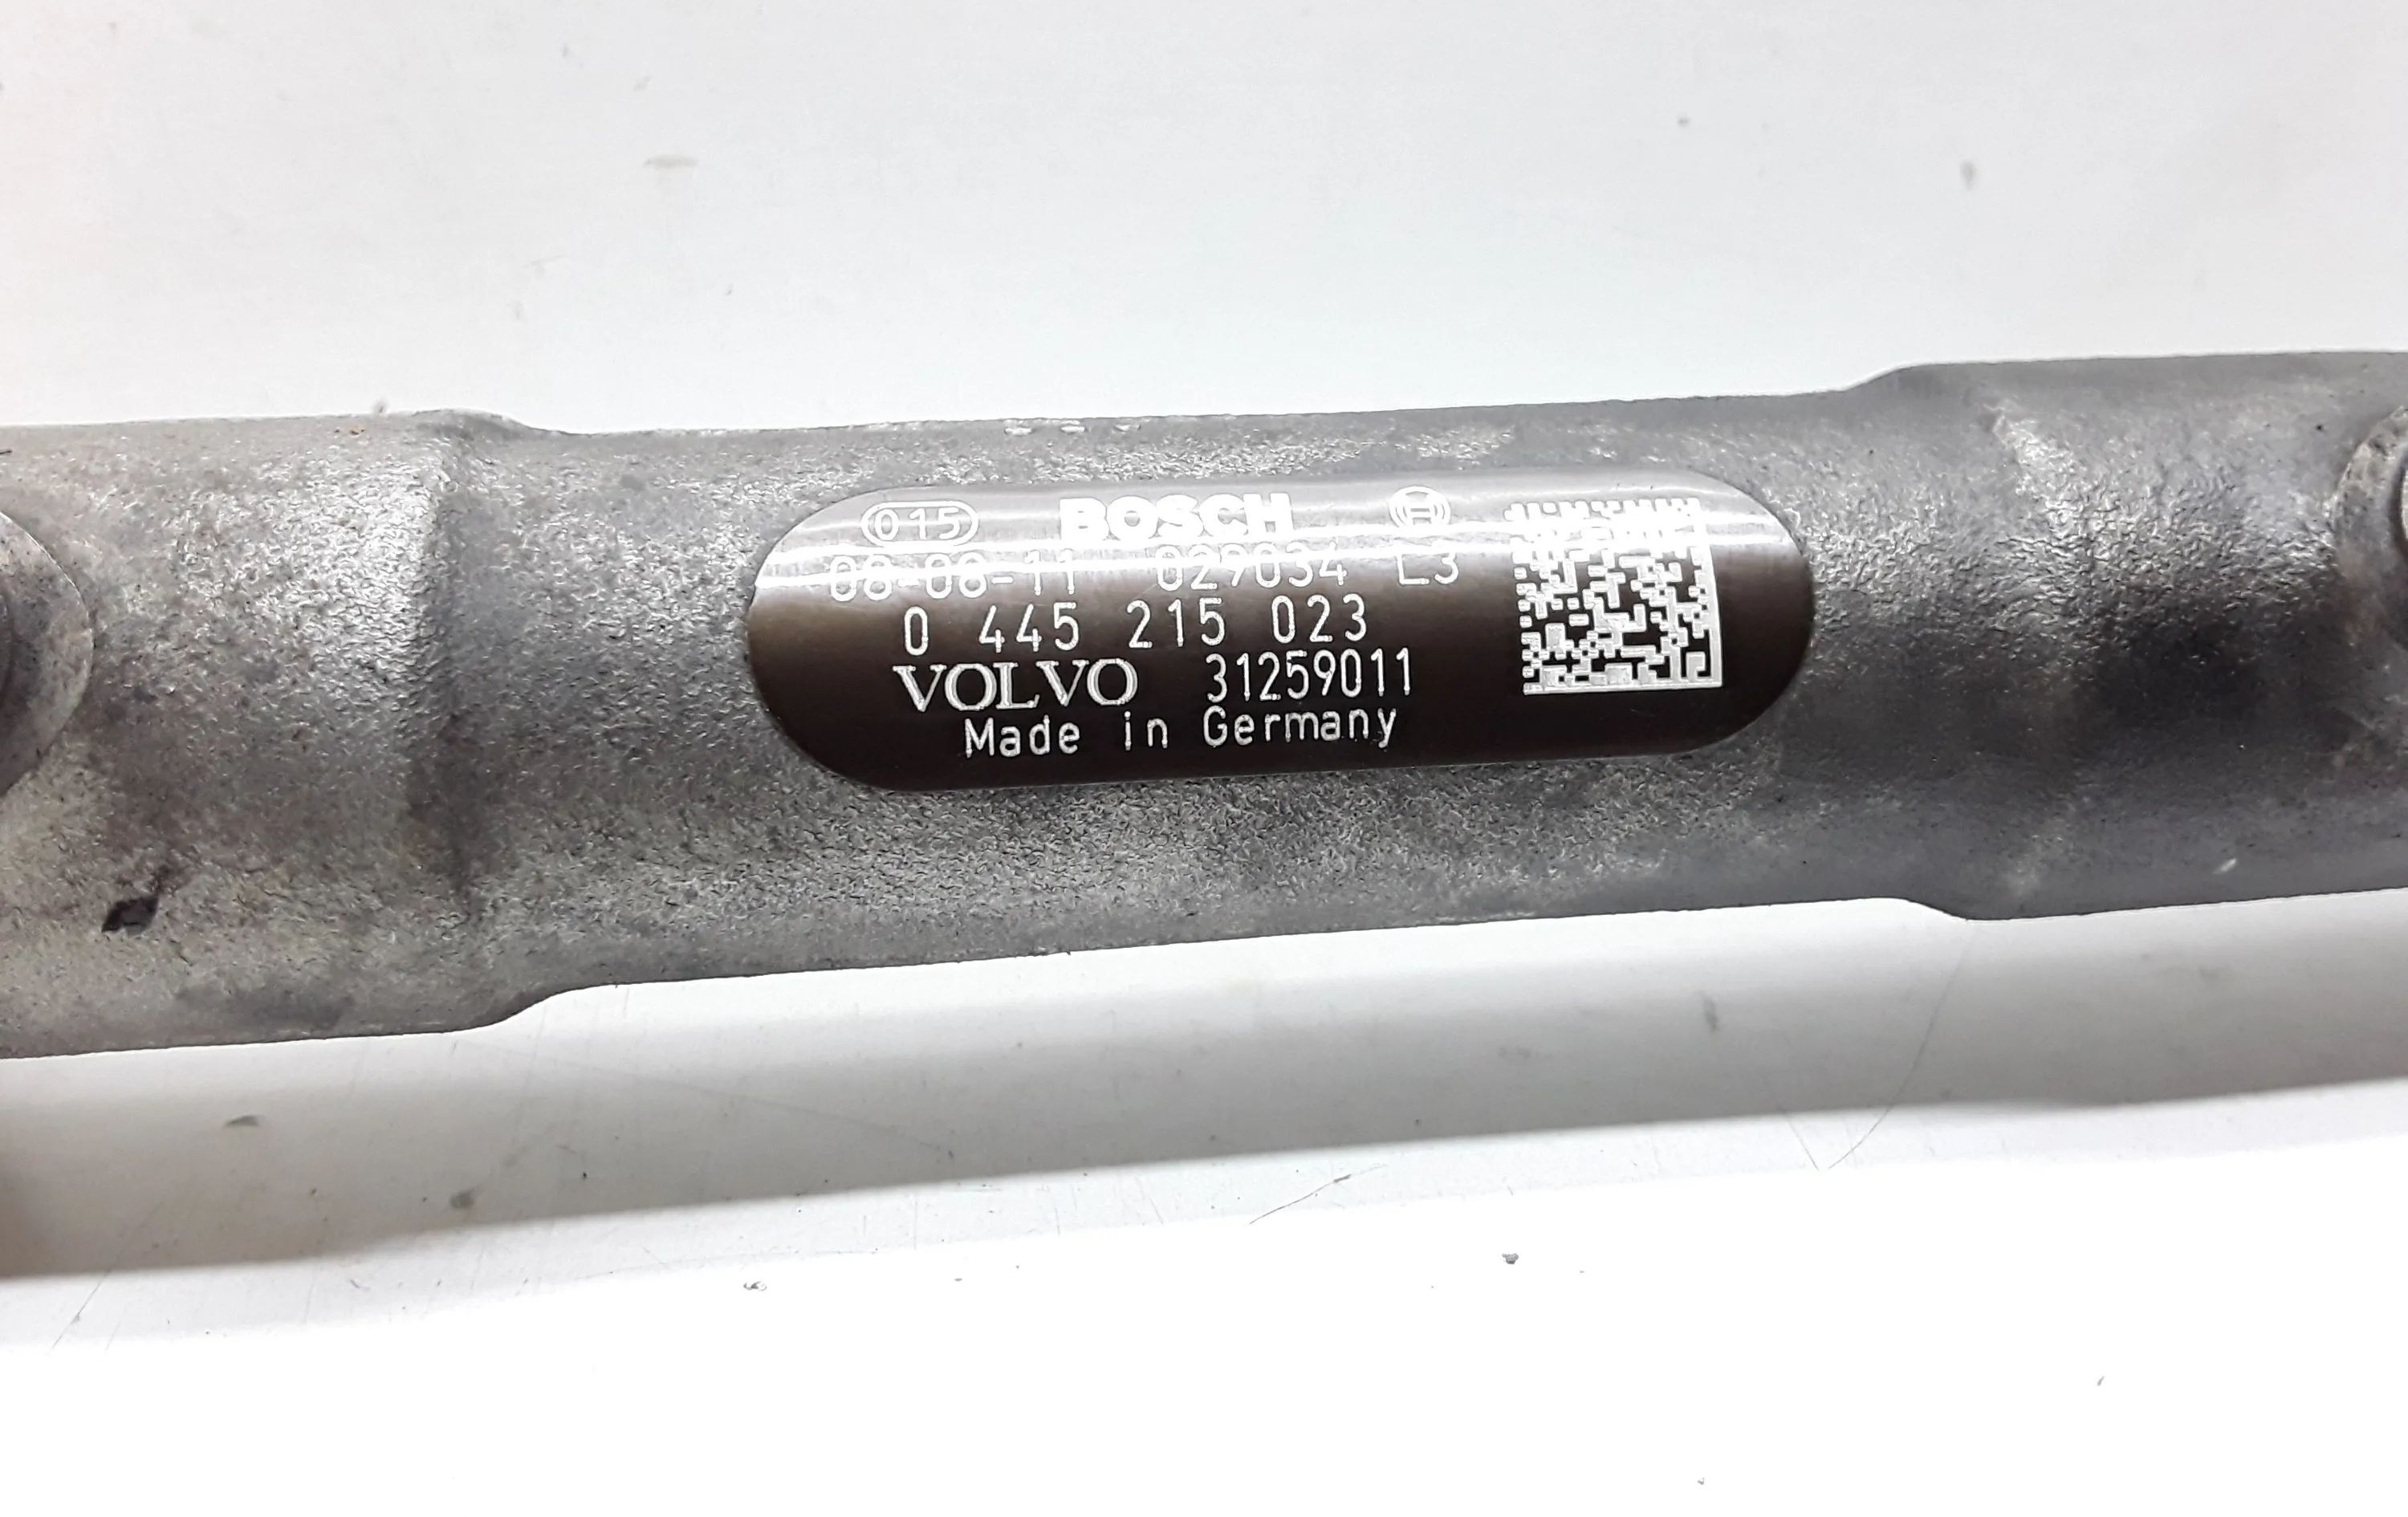 015 BOSCH
08-08-11 029034 L3
0 445 215 023
VOLVO 31259011
Made in Germany